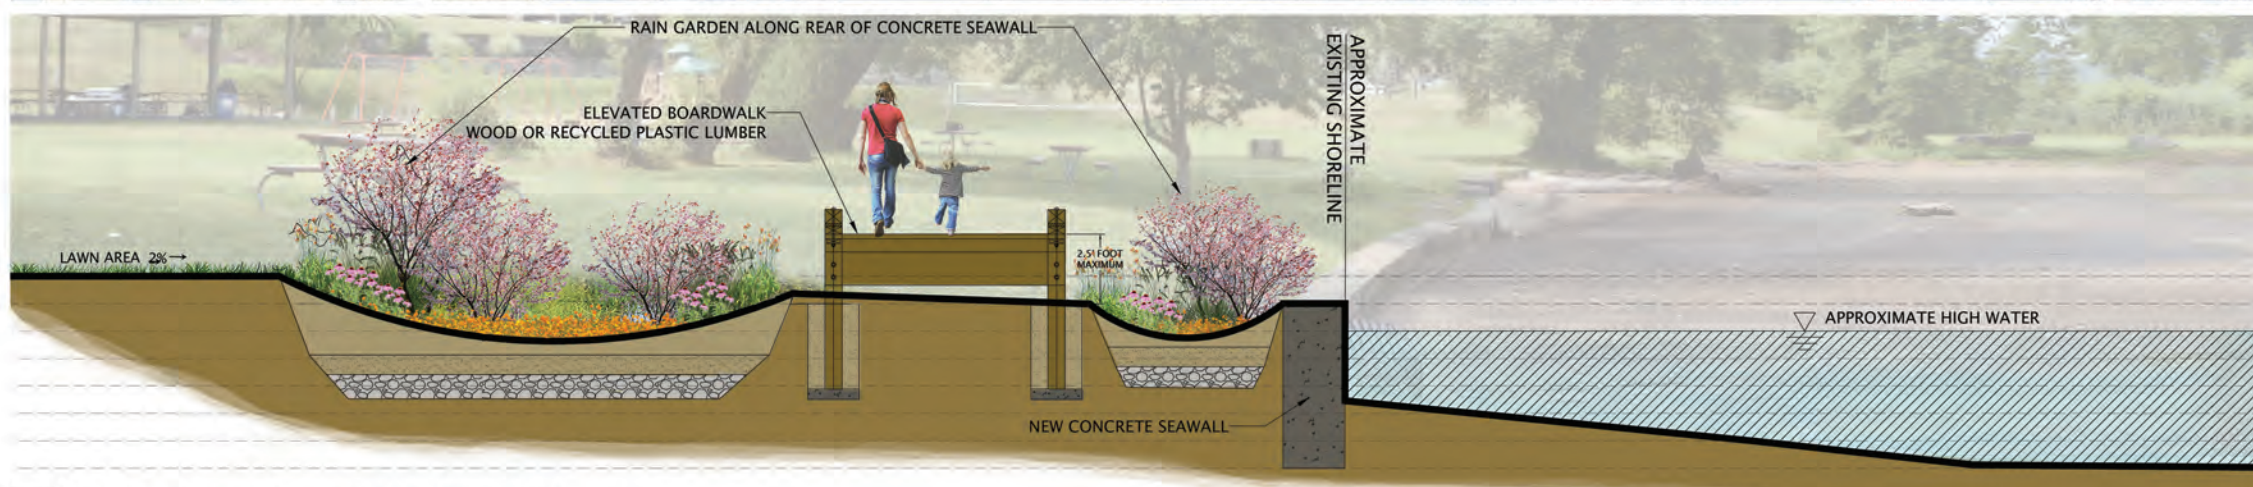 RAIN GARDEN ALONG REAR OF CONCRETE SEAWALL
ELEVATED BOARDWALK
WOOD OR RECYCLED PLASTIC LUMBER
APPROXIMATE
EXISTING SHORELINE
LAWN AREA 2%
2.5' FOOT
MAXIMUM
APPROXIMATE HIGH WATER
NEW CONCRETE SEAWALL